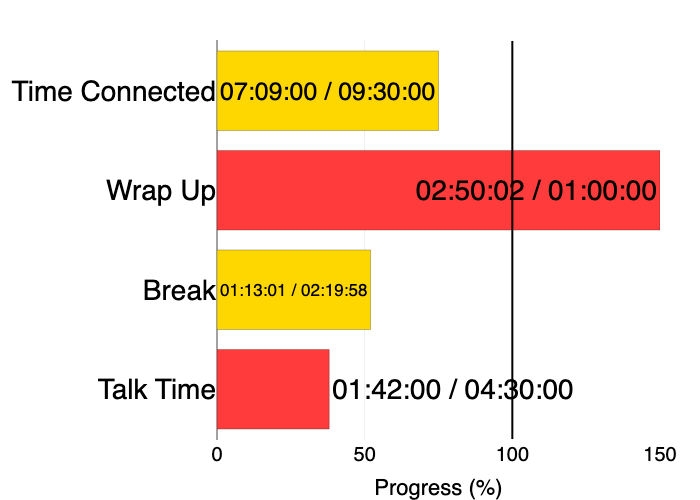 Time Connected 07:09:00 / 09:30:00
Wrap Up 02:50:02 / 01:00:00
Break 01:13:01 / 02:19:58
Talk Time 01:42:00 / 04:30:00
0 50 100 150
Progress (%)